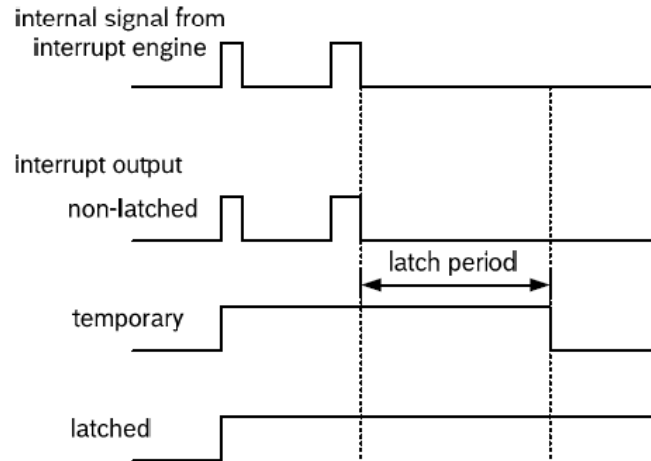 internal signal from
interrupt engine
interrupt output
non-latched
latch period
temporary
latched